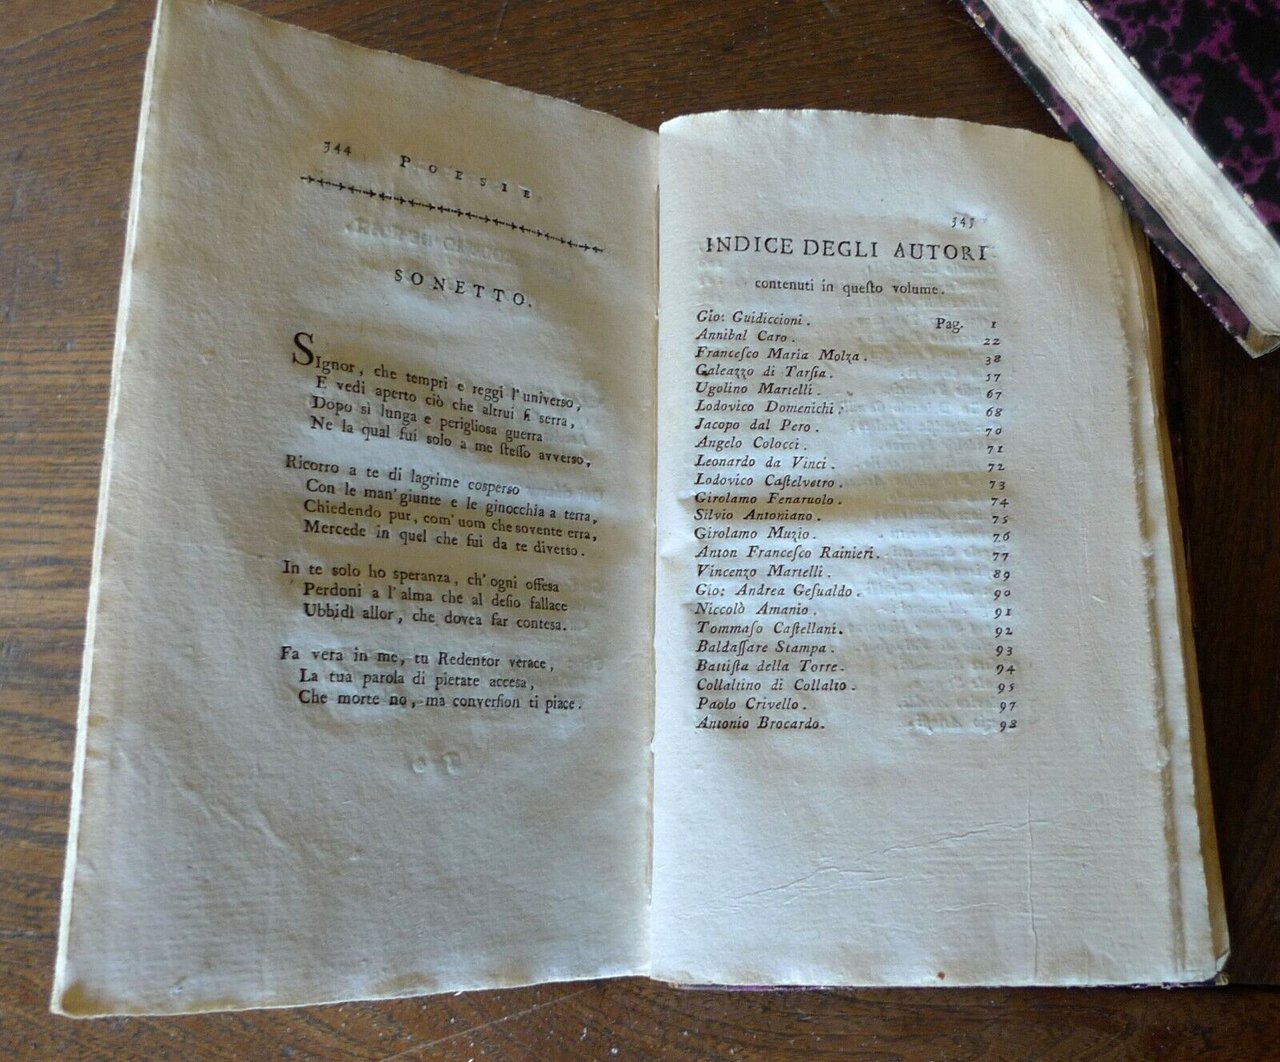 344 POESIE
SONETTO.
SIgnor, che tempri e reggi l'universo,
E vedi aperto ciò che altrui si serra,
Dopo sì lunga e perigliosa guerra
Ne la qual fui solo a me ſteſſo avverso,
Ricorro a te di lagrime cosperso
Con le man' giunte e le ginocchia a terra,
Chiedendo pur, com' uom che sovente erra,
Mercede in quel che fui da te diverso.
In te solo ho speranza, ch' ogni offesa
Perdoni a l'alma che al desio fallace
Ubbidì allor, che dovea far contesa.
Fa vera in me, tu Redentor verace,
La tua parola di pietate accesa,
Che morte no, ma converſion ti piace.
345
INDICE DEGLI AUTORI
contenuti in queſto volume.
Gio: Guidiccioni. Pag. 1
Annibal Caro. 22
Franceſco Maria Molza. 38
Galeazzo di Tarſia. 57
Ugolino Martelli. 67
Lodovico Domenichi. 68
Jacopo dal Pero. 70
Angelo Colocci. 71
Leonardo da Vinci. 72
Lodovico Caſtelvetro. 73
Girolamo Fenaruolo. 74
Silvio Antoniano. 75
Girolamo Muzio. 76
Anton Franceſco Rainieri. 77
Vincenzo Martelli. 89
Gio: Andrea Geſualdo. 90
Niccolò Amanio. 91
Tommaſo Caſtellani. 92
Baldaſſare Stampa. 93
Battiſta della Torre. 94
Collaltino di Collalto. 95
Paolo Crivello. 97
Antonio Brocardo. 98